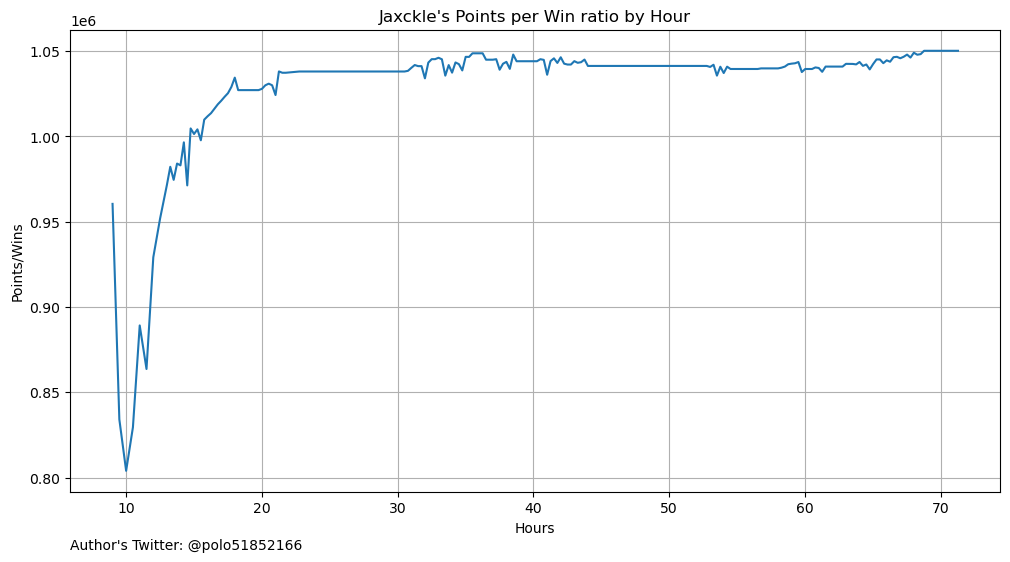 Jaxckle's Points per Win ratio by Hour
1e6
1.05
1.00
0.95
0.90
0.85
0.80
Points/Wins
10 20 30 40 50 60 70
Hours
Author's Twitter: @polo51852166